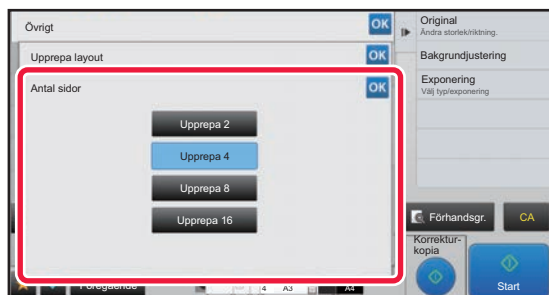 Övrigt
OK
Upprepa layout
OK
Antal sidor
OK
Upprepa 2
Upprepa 4
Upprepa 8
Upprepa 16
Original
Ändra storlek/riktning.
Bakgrundjustering
Exponering
Välj typ/exponering
Förhandsgr.
CA
Korrektur-
kopia
Start
Föregående
4
A3
A4